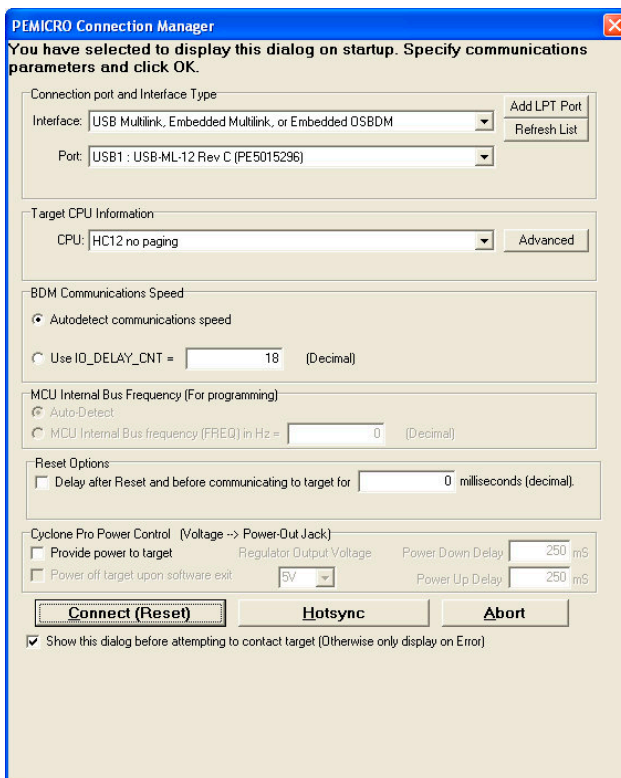 PEMICRO Connection Manager
You have selected to display this dialog on startup. Specify communications
parameters and click OK.
Connection port and Interface Type
Add LPT Port
Interface: USB Multilink, Embedded Multilink, or Embedded OSBDM
Refresh List
Port: USB1 : USB-ML-12 Rev C (PE5015296)
Target CPU Information
CPU: HC12 no paging
Advanced
BDM Communications Speed
Autodetect communications speed
Use IO_DELAY_CNT = 18 (Decimal)
MCU Internal Bus Frequency (For programming)
Auto-Detect
MCU Internal Bus frequency (FREQ) in Hz = 0 (Decimal)
Reset Options
Delay after Reset and before communicating to target for 0 milliseconds (decimal).
Cyclone Pro Power Control (Voltage --> Power-Out Jack)
Provide power to target Regulator Output Voltage Power Down Delay 250 mS
Power off target upon software exit 5V Power Up Delay 250 mS
Connect (Reset) Hotsync Abort
Show this dialog before attempting to contact target (Otherwise only display on Error)